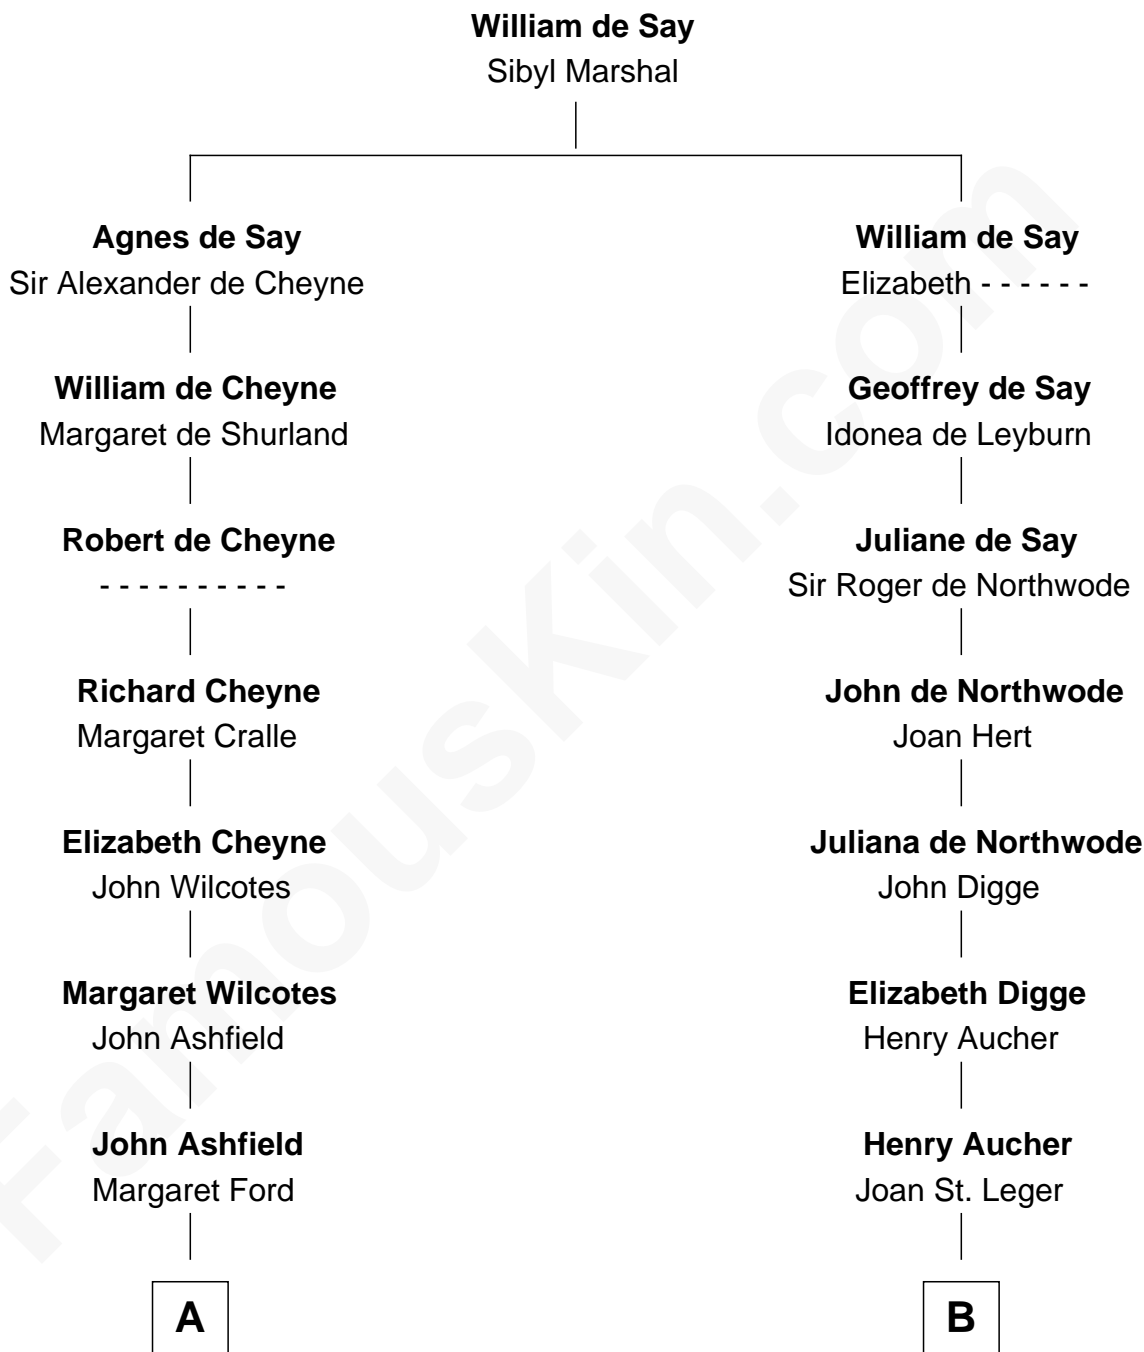 William de Say
Sibyl Marshal
Agnes de Say
Sir Alexander de Cheyne
William de Say
Elizabeth - - - - - -
William de Cheyne
Margaret de Shurland
Geoffrey de Say
Idonea de Leyburn
Robert de Cheyne
- - - - - - - - - -
Juliane de Say
Sir Roger de Northwode
Richard Cheyne
Margaret Cralle
John de Northwode
Joan Hert
Elizabeth Cheyne
John Wilcotes
Juliana de Northwode
John Digge
Margaret Wilcotes
John Ashfield
Elizabeth Digge
Henry Aucher
John Ashfield
Margaret Ford
Henry Aucher
Joan St. Leger
A
B
FamousKin.com